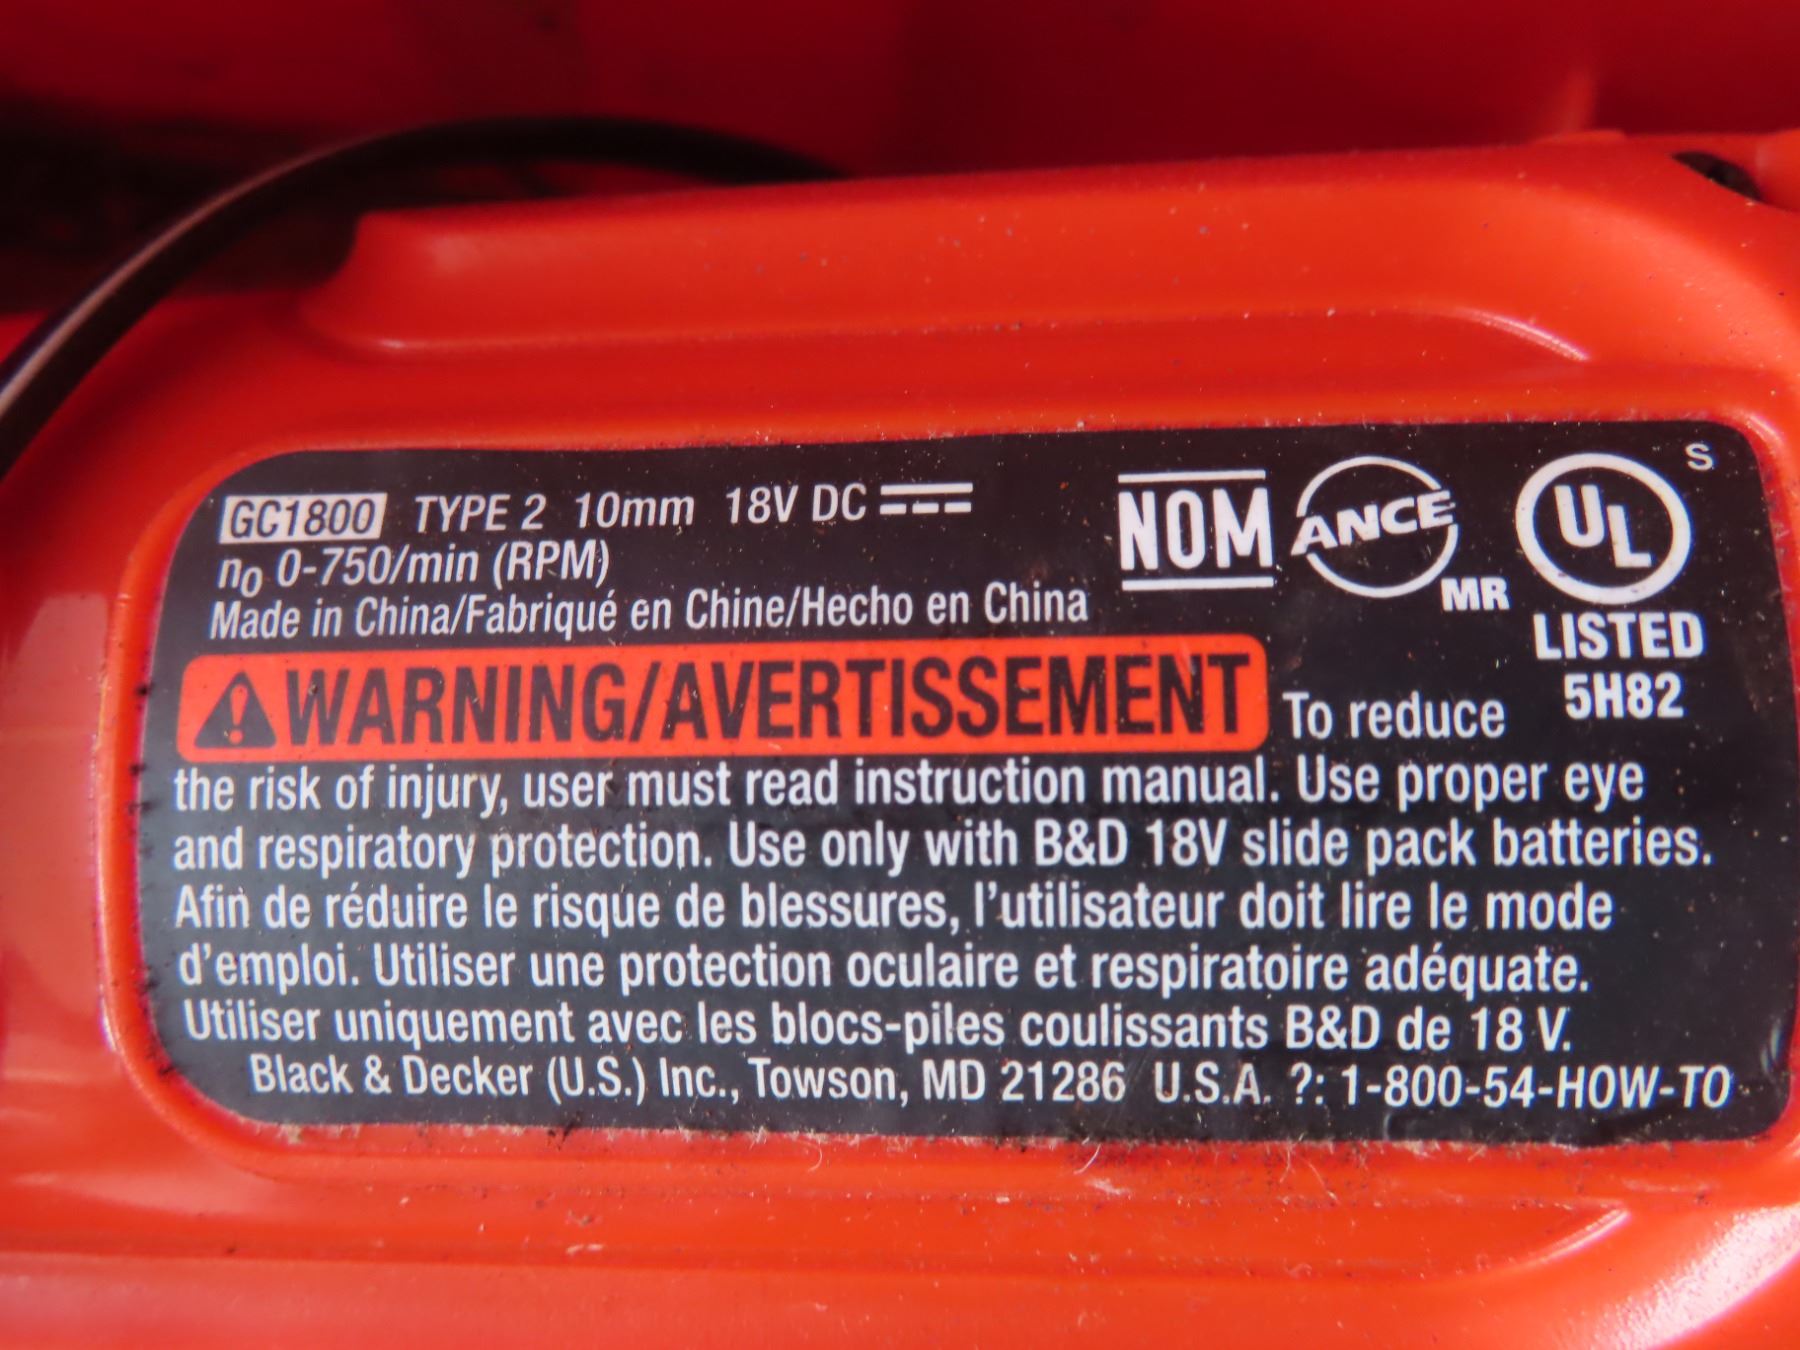 GC1800 TYPE 2 10mm 18V DC
n₀ 0-750/min (RPM)
Made in China/Fabriqué en Chine/Hecho en China
NOM ANCE MR
UL S
LISTED
5H82
WARNING/AVERTISSEMENT To reduce
the risk of injury, user must read instruction manual. Use proper eye
and respiratory protection. Use only with B&D 18V slide pack batteries.
Afin de réduire le risque de blessures, l'utilisateur doit lire le mode
d'emploi. Utiliser une protection oculaire et respiratoire adéquate.
Utiliser uniquement avec les blocs-piles coulissants B&D de 18 V.
Black & Decker (U.S.) Inc., Towson, MD 21286 U.S.A. ?: 1-800-54-HOW-TO